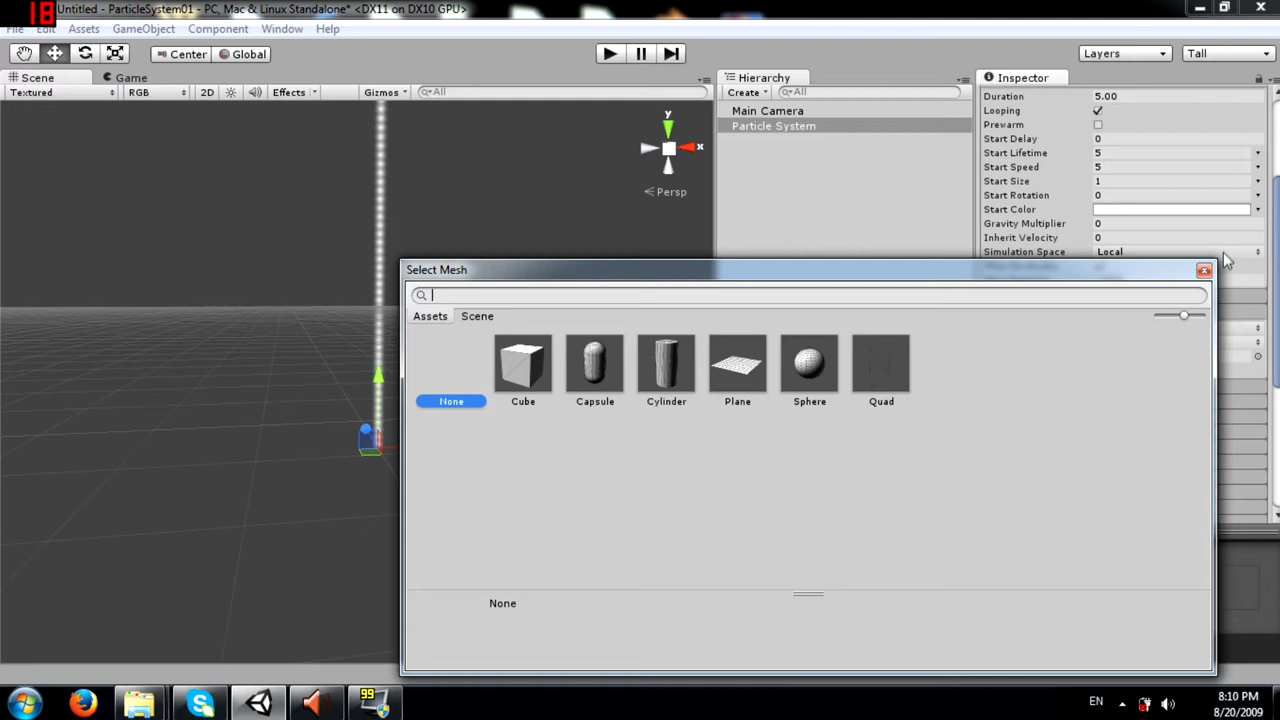 18
Untitled - ParticleSystem01 - PC, Mac & Linux Standalone* <DX11 on DX10 GPU>
File Edit Assets GameObject Component Window Help
Center Global Layers Tall
Scene Game Hierarchy Inspector
Textured RGB 2D Effects Gizmos All Create All
Duration 5.00
Main Camera Looping
Particle System Prewarm
Start Delay 0
Start Lifetime 5
Start Speed 5
Start Size 1
Start Rotation 0
Start Color
Gravity Multiplier 0
Inherit Velocity 0
Simulation Space Local
y
x
Persp
Select Mesh
Assets Scene
None Cube Capsule Cylinder Plane Sphere Quad
None
99
EN
8:10 PM
8/20/2009